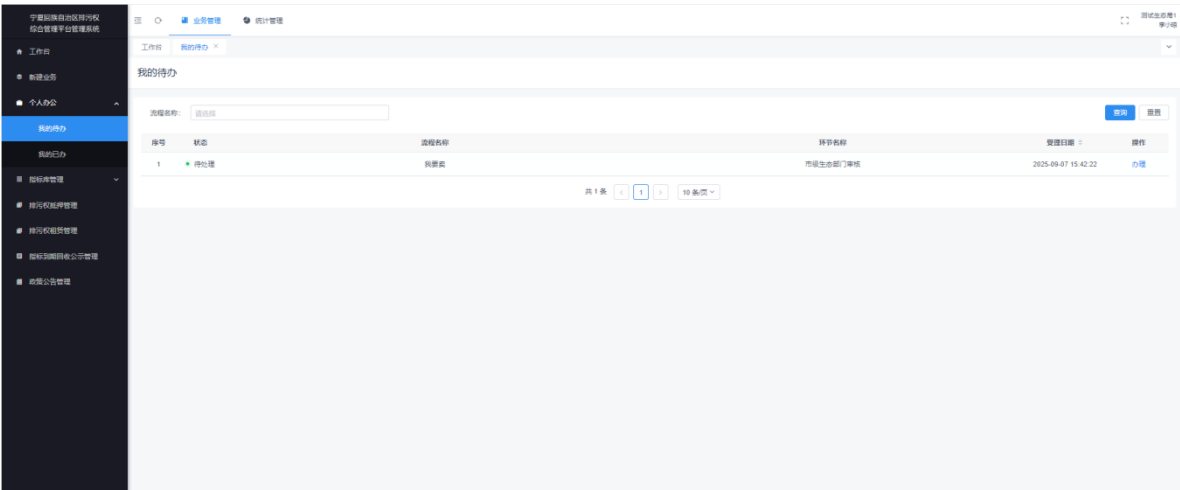 宁夏回族自治区排污权
综合管理平台管理系统
业务管理
统计管理
测试生态局1
李小明
工作台
新建业务
个人办公
我的待办
我的已办
指标库管理
排污权抵押管理
排污权租赁管理
指标到期回收公示管理
政策公告管理
工作台
我的待办 ×
我的待办
流程名称: 请选择
查询
重置
序号 状态 流程名称 环节名称 受理日期 操作
1 待处理 我要卖 市级生态部门审核 2025-09-07 15:42:22 办理
共 1 条 < 1 > 10 条/页